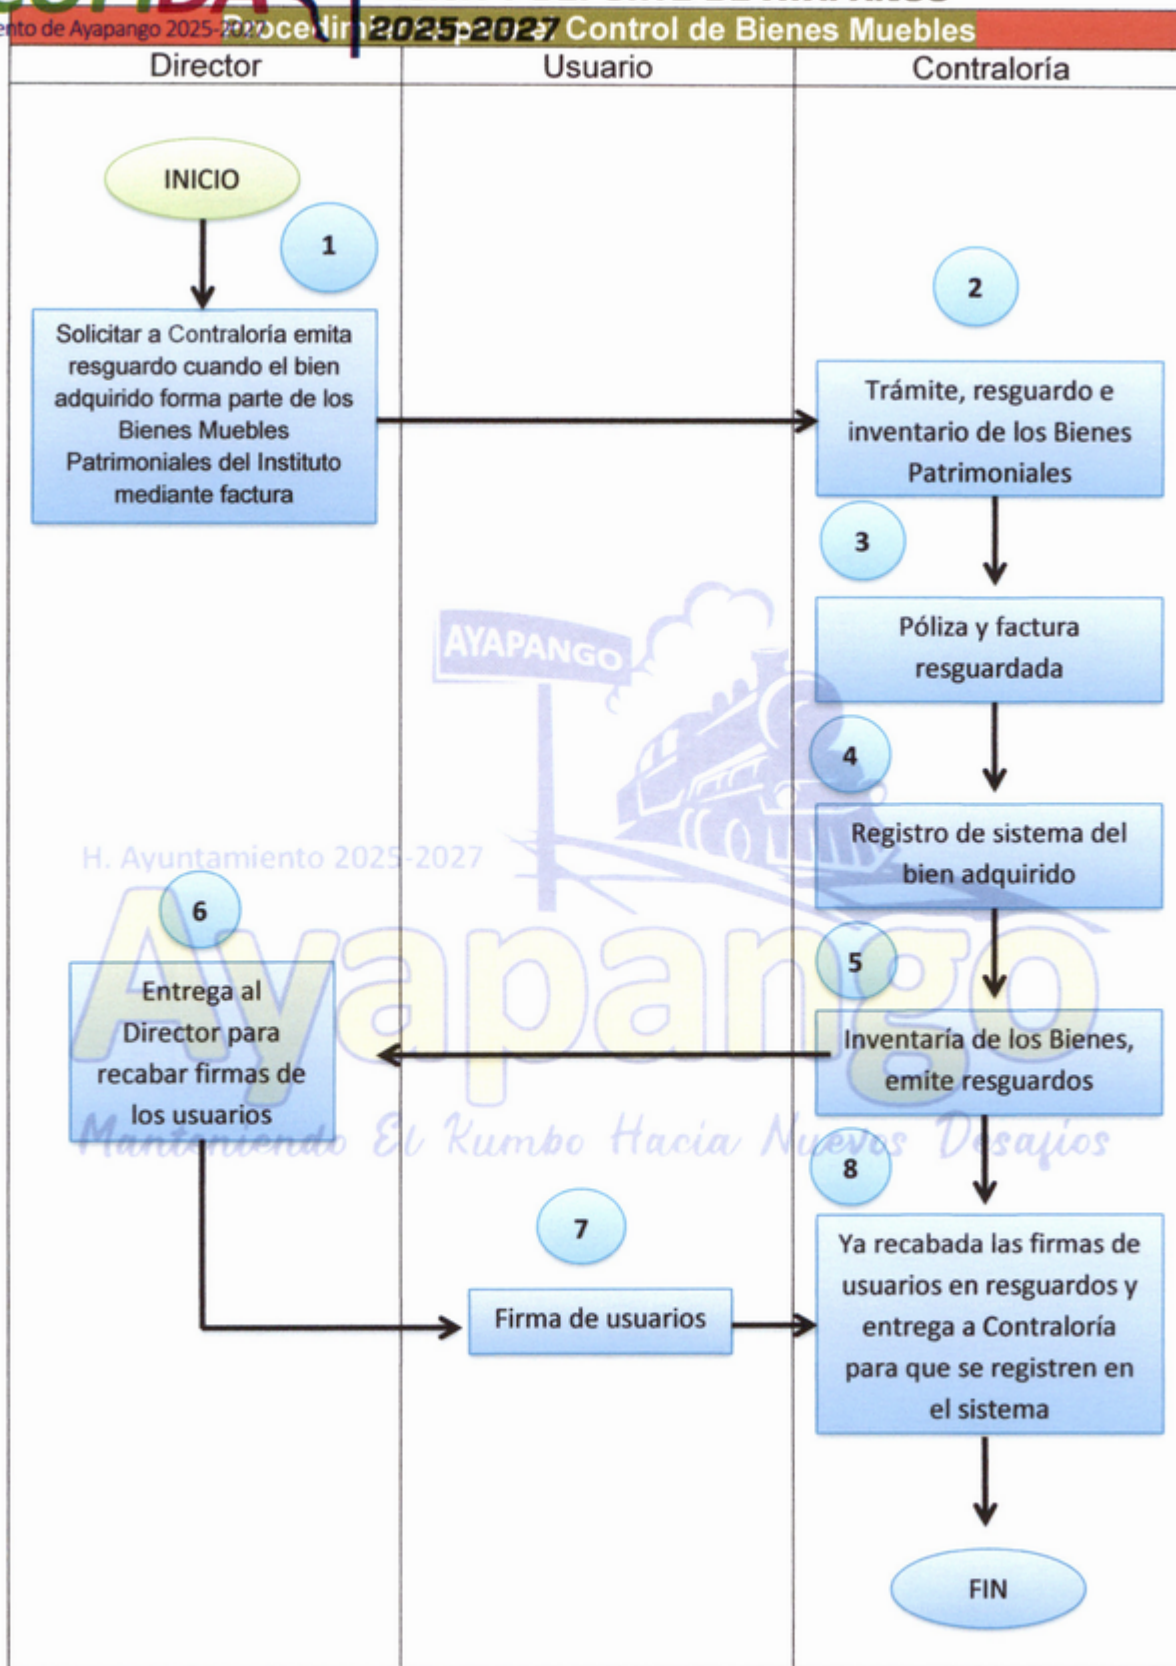 ento de Ayapango 2025-2027
2025-2027
Control de Bienes Muebles
Director
Usuario
Contraloría
INICIO
1
Solicitar a Contraloría emita
resguardo cuando el bien
adquirido forma parte de los
Bienes Muebles
Patrimoniales del Instituto
mediante factura
2
Trámite, resguardo e
inventario de los Bienes
Patrimoniales
3
Póliza y factura
resguardada
4
Registro de sistema del
bien adquirido
5
Inventaría de los Bienes,
emite resguardos
6
Entrega al
Director para
recabar firmas de
los usuarios
7
Firma de usuarios
8
Ya recabada las firmas de
usuarios en resguardos y
entrega a Contraloría
para que se registren en
el sistema
FIN
AYAPANGO
H. Ayuntamiento 2025-2027
Ayapango
Manteniendo El Rumbo Hacia Nuevos Desafíos